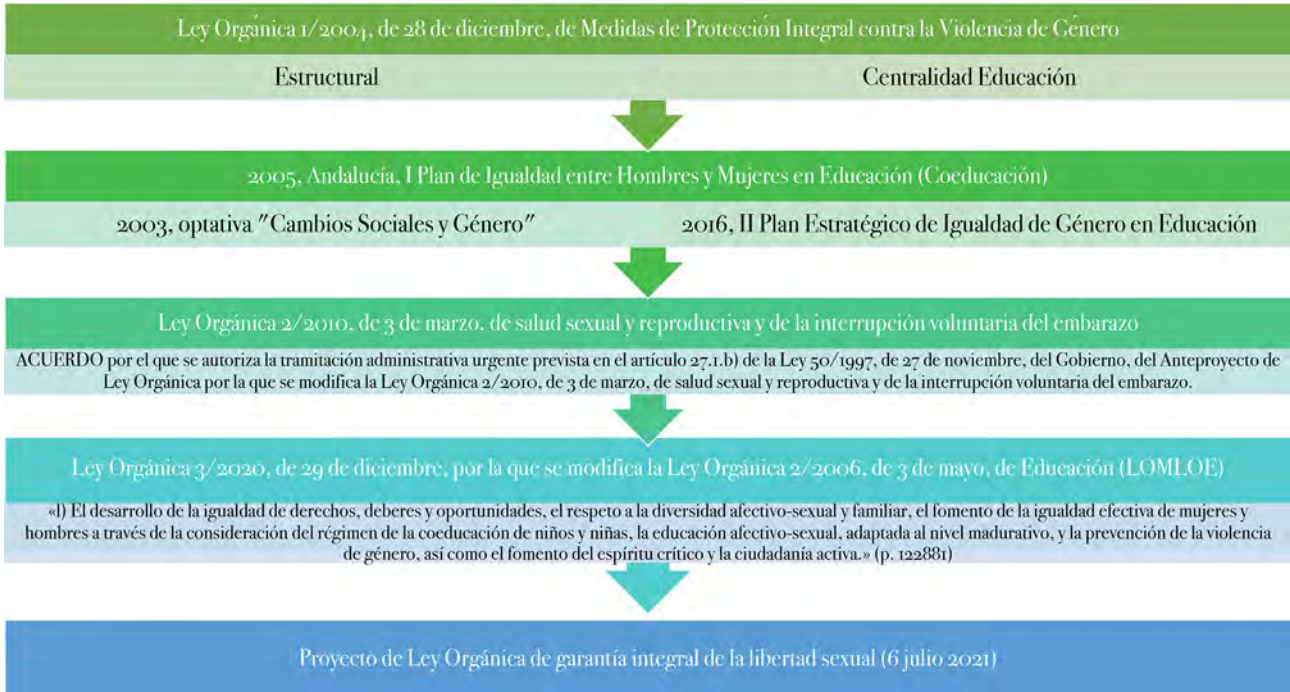 Ley Orgánica 1/2004, de 28 de diciembre, de Medidas de Protección Integral contra la Violencia de Género
Estructural
Centralidad Educación
2005, Andalucía, I Plan de Igualdad entre Hombres y Mujeres en Educación (Coeducación)
2003, optativa "Cambios Sociales y Género"
2016, II Plan Estratégico de Igualdad de Género en Educación
Ley Orgánica 2/2010, de 3 de marzo, de salud sexual y reproductiva y de la interrupción voluntaria del embarazo
ACUERDO por el que se autoriza la tramitación administrativa urgente prevista en el artículo 27.1.b) de la Ley 50/1997, de 27 de noviembre, del Gobierno, del Anteproyecto de
Ley Orgánica por la que se modifica la Ley Orgánica 2/2010, de 3 de marzo, de salud sexual y reproductiva y de la interrupción voluntaria del embarazo.
Ley Orgánica 3/2020, de 29 de diciembre, por la que se modifica la Ley Orgánica 2/2006, de 3 de mayo, de Educación (LOMLOE)
«l) El desarrollo de la igualdad de derechos, deberes y oportunidades, el respeto a la diversidad afectivo-sexual y familiar, el fomento de la igualdad efectiva de mujeres y
hombres a través de la consideración del régimen de la coeducación de niños y niñas, la educación afectivo-sexual, adaptada al nivel madurativo, y la prevención de la violencia
de género, así como el fomento del espíritu crítico y la ciudadanía activa.» (p. 122881)
Proyecto de Ley Orgánica de garantía integral de la libertad sexual (6 julio 2021)